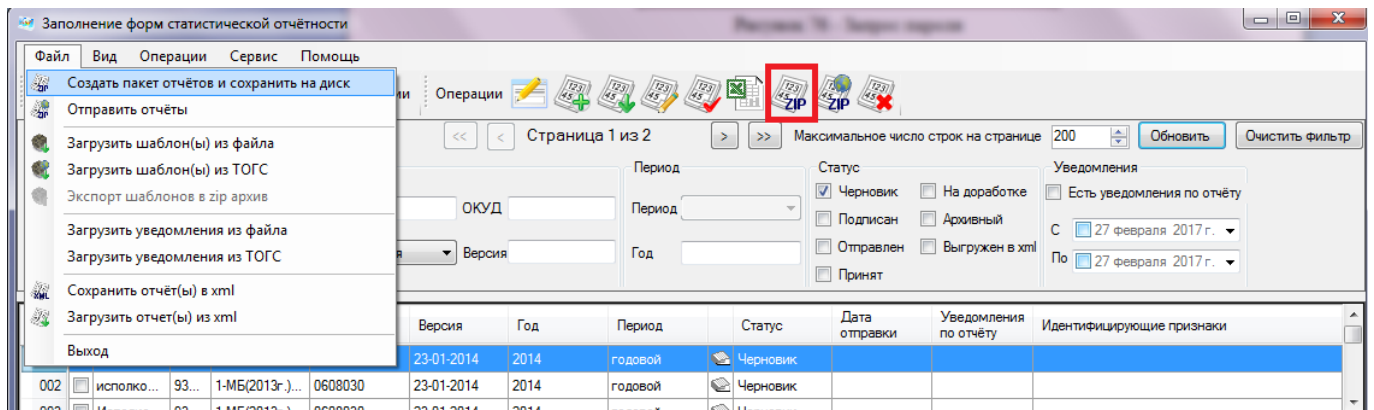 Рисунок 76 - Запрос пароля
Заполнение форм статистической отчётности
Файл Вид Операции Сервис Помощь
Создать пакет отчётов и сохранить на диск
Отправить отчёты
Загрузить шаблон(ы) из файла
Загрузить шаблон(ы) из ТОГС
Экспорт шаблонов в zip архив
Загрузить уведомления из файла
Загрузить уведомления из ТОГС
Сохранить отчёт(ы) в xml
Загрузить отчет(ы) из xml
Выход
ии Операции ZIP ZIP
<< < Страница 1 из 2 > >> Максимальное число строк на странице 200 Обновить Очистить фильтр
Период Статус Уведомления
ОКУД Период Черновик На доработке Есть уведомления по отчёту
Подписан Архивный С 27 февраля 2017 г.
я Версия Год Отправлен Выгружен в xml По 27 февраля 2017 г.
Принят
Версия Год Период Статус Дата отправки Уведомления по отчёту Идентифицирующие признаки
23-01-2014 2014 годовой Черновик
002 исполко... 93... 1-МБ(2013г.)... 0608030 23-01-2014 2014 годовой Черновик